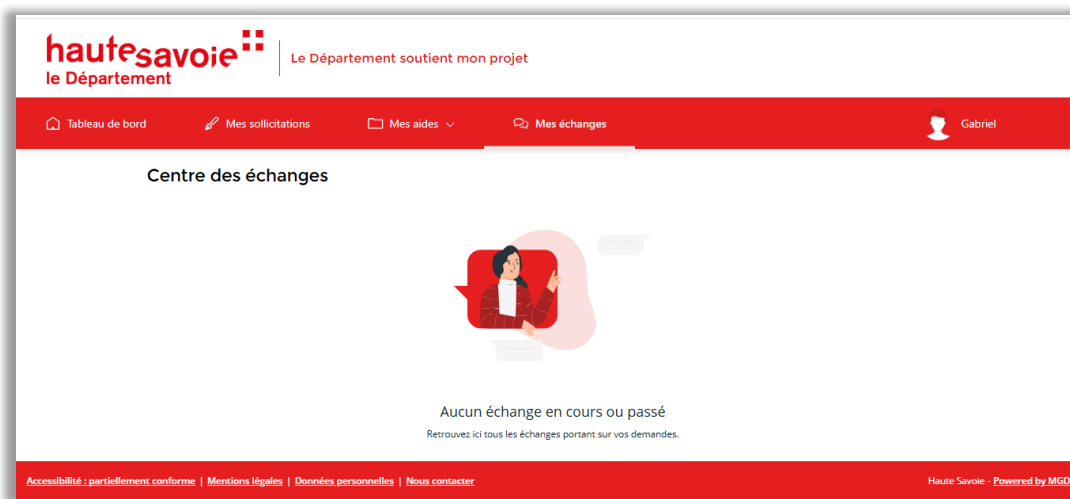 hautesavoie
le Département
Le Département soutient mon projet
Tableau de bord
Mes sollicitations
Mes aides
Mes échanges
Gabriel
Centre des échanges
Aucun échange en cours ou passé
Retrouvez ici tous les échanges portant sur vos demandes.
Accessibilité : partiellement conforme | Mentions légales | Données personnelles | Nous contacter
Haute Savoie - Powered by MGD